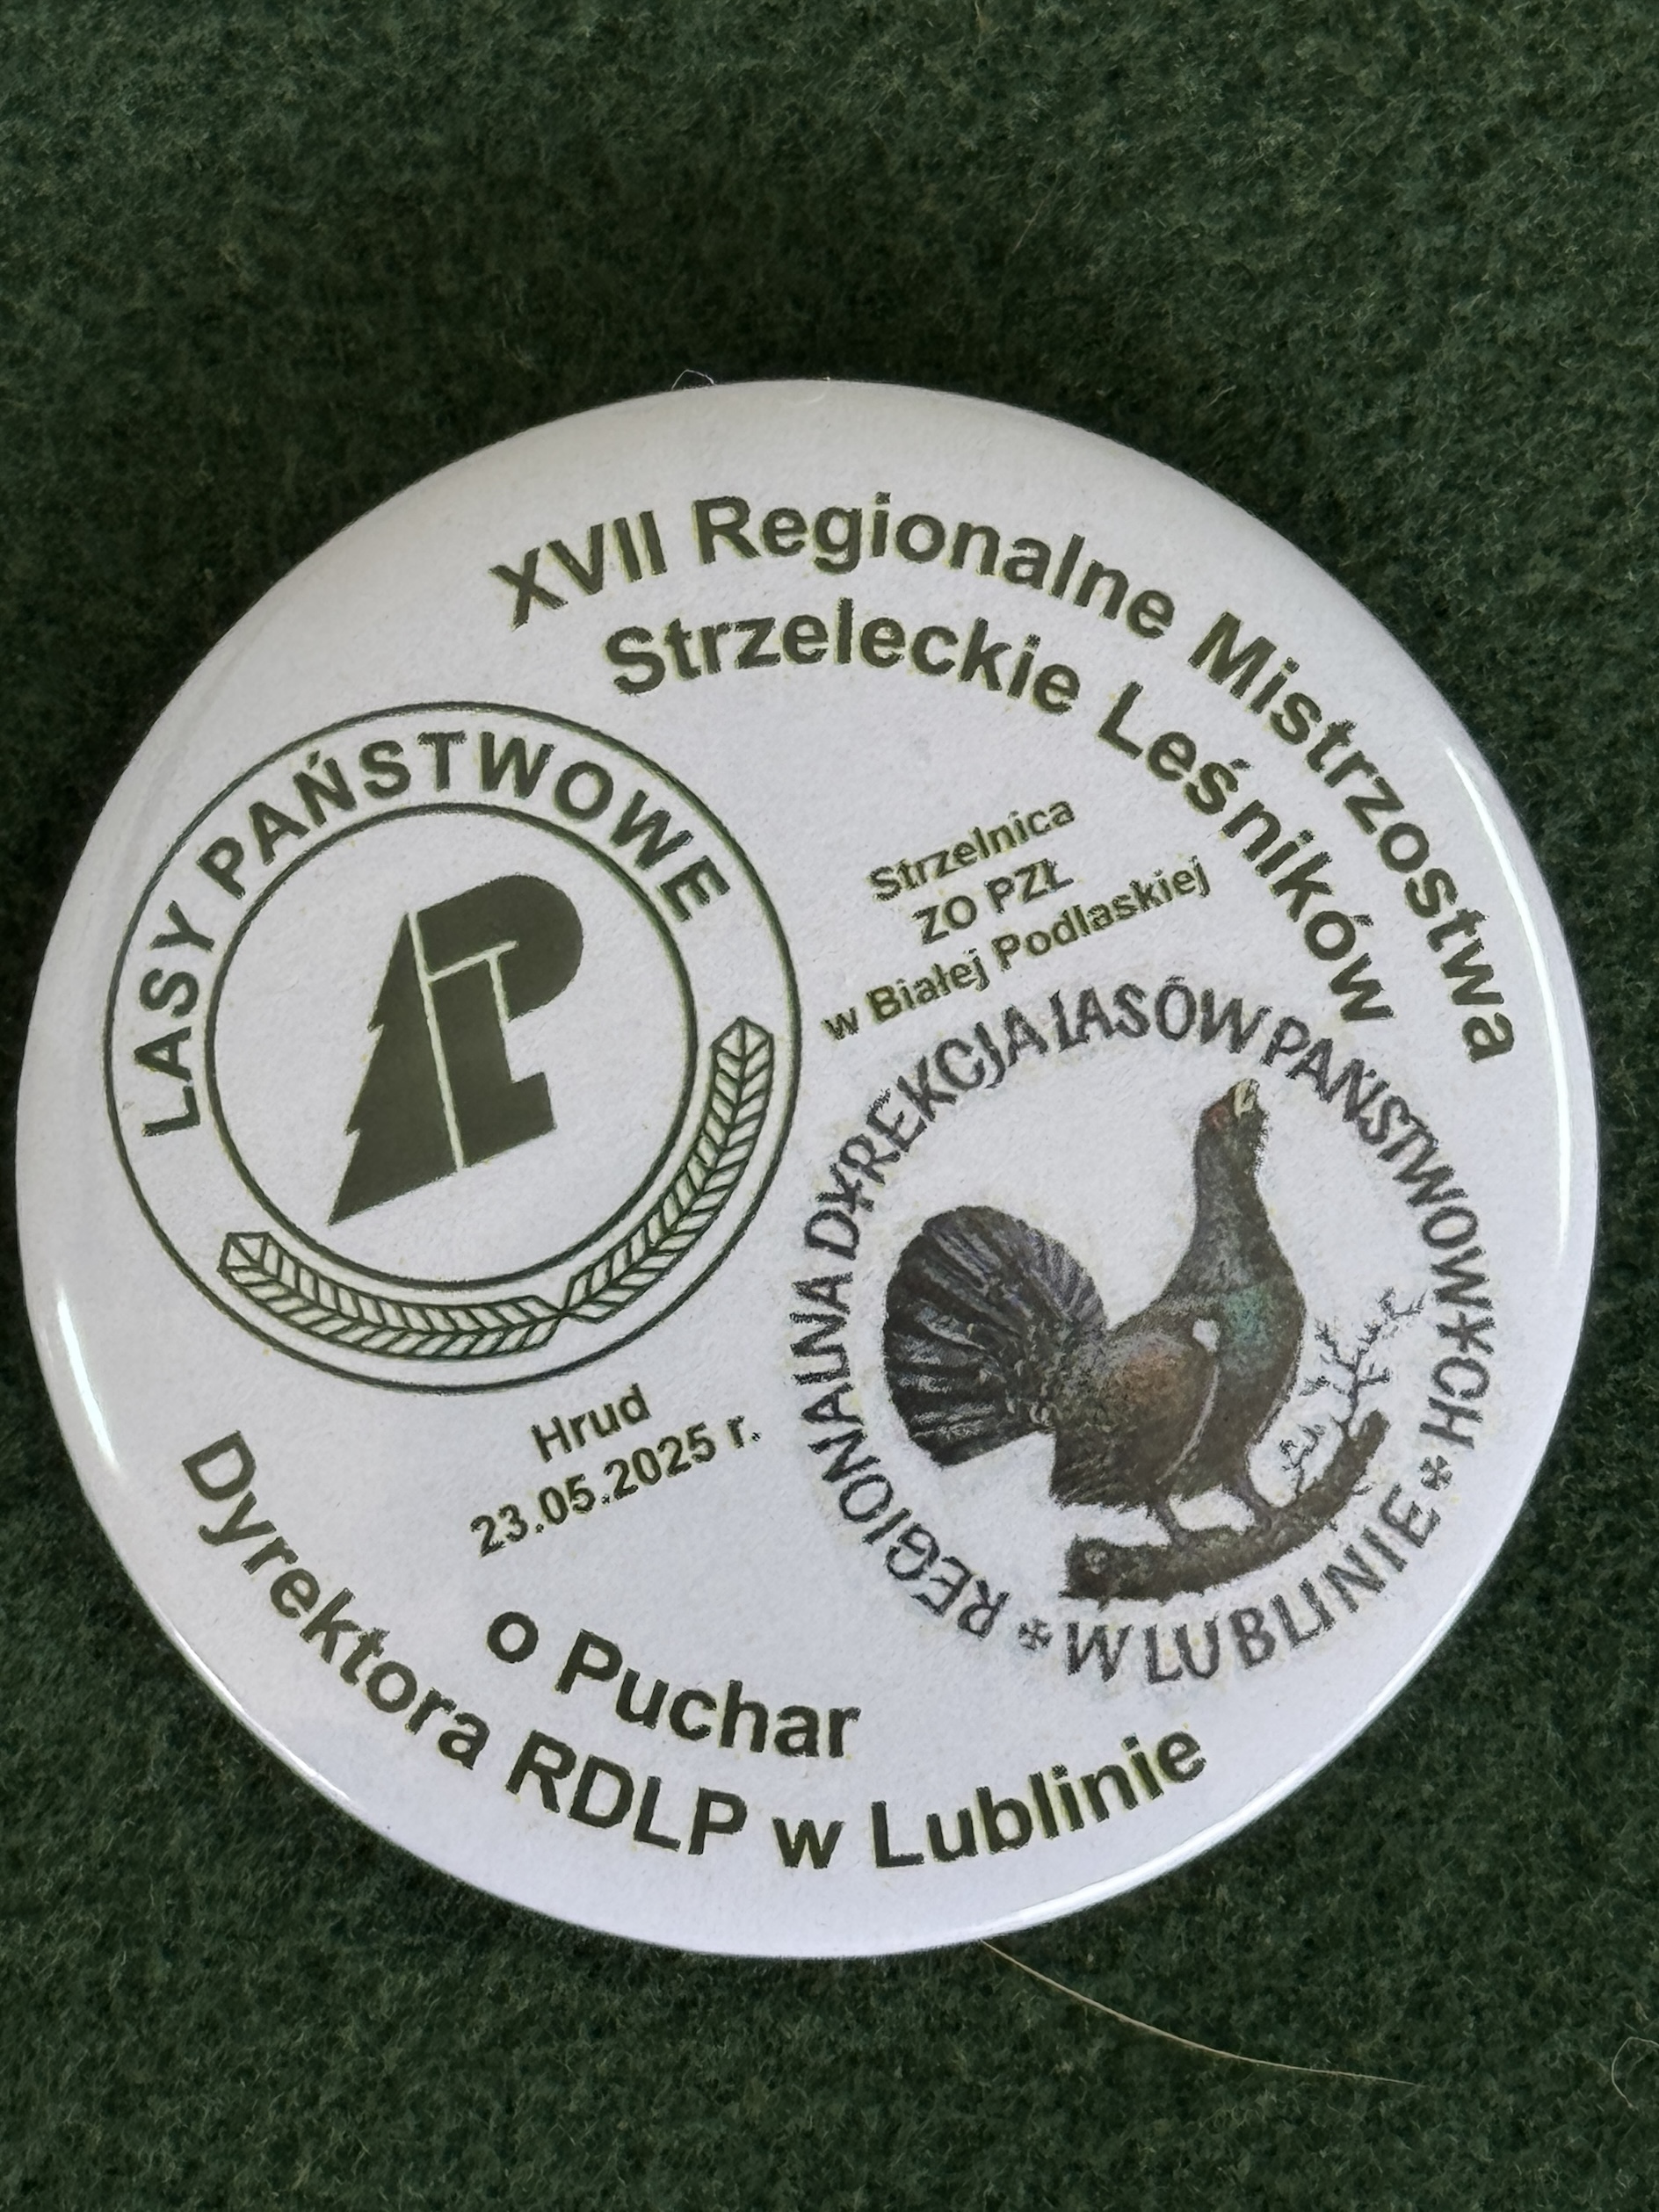 XVII Regionalne Mistrzostwa
Strzeleckie Leśników
LASY PAŃSTWOWE
Strzelnica
ZO PZŁ
w Białej Podlaskiej
REGIONALNA DYREKCJA LASÓW PAŃSTWOWYCH
W LUBLINIE
Hrud
23.05.2025 r.
o Puchar
Dyrektora RDLP w Lublinie